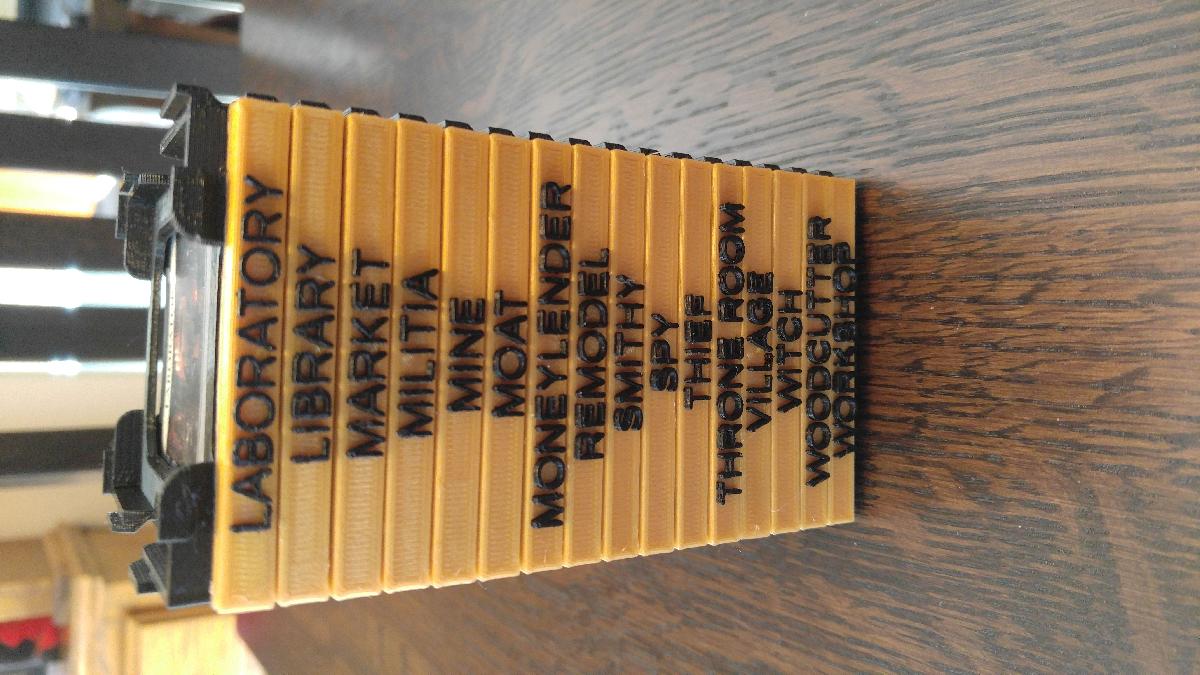 LABORATORY
LIBRARY
MARKET
MILITIA
MINE
MOAT
MONEYLENDER
REMODEL
SMITHY
SPY
THIEF
THRONE ROOM
VILLAGE
WITCH
WOODCUTTER
WORKSHOP